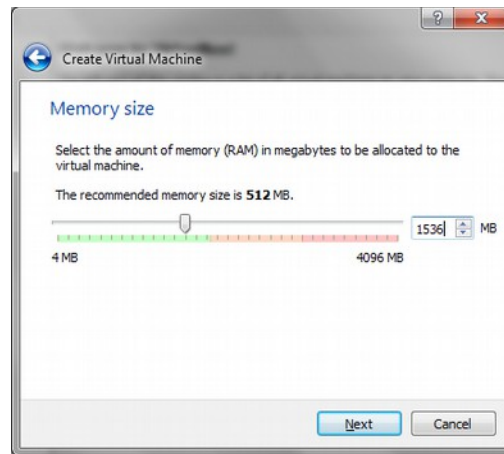 Create Virtual Machine
Memory size
Select the amount of memory (RAM) in megabytes to be allocated to the
virtual machine.
The recommended memory size is 512 MB.
1536 MB
4 MB 4096 MB
Next Cancel